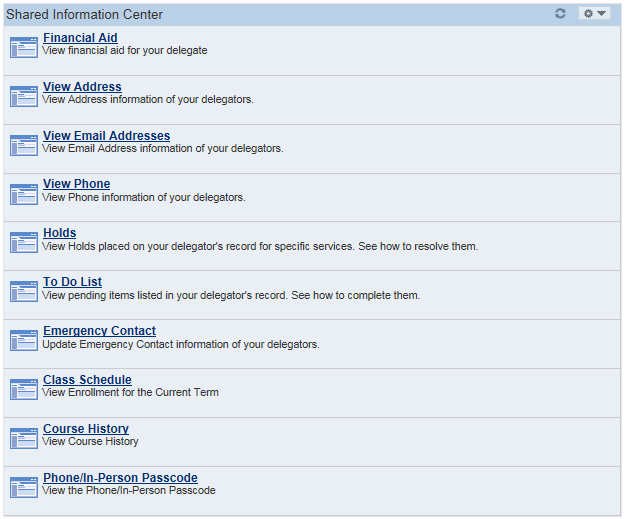 Shared Information Center
Financial Aid
View financial aid for your delegate
View Address
View Address information of your delegators.
View Email Addresses
View Email Address information of your delegators.
View Phone
View Phone information of your delegators.
Holds
View Holds placed on your delegator's record for specific services. See how to resolve them.
To Do List
View pending items listed in your delegator's record. See how to complete them.
Emergency Contact
Update Emergency Contact information of your delegators.
Class Schedule
View Enrollment for the Current Term
Course History
View Course History
Phone/In-Person Passcode
View the Phone/In-Person Passcode